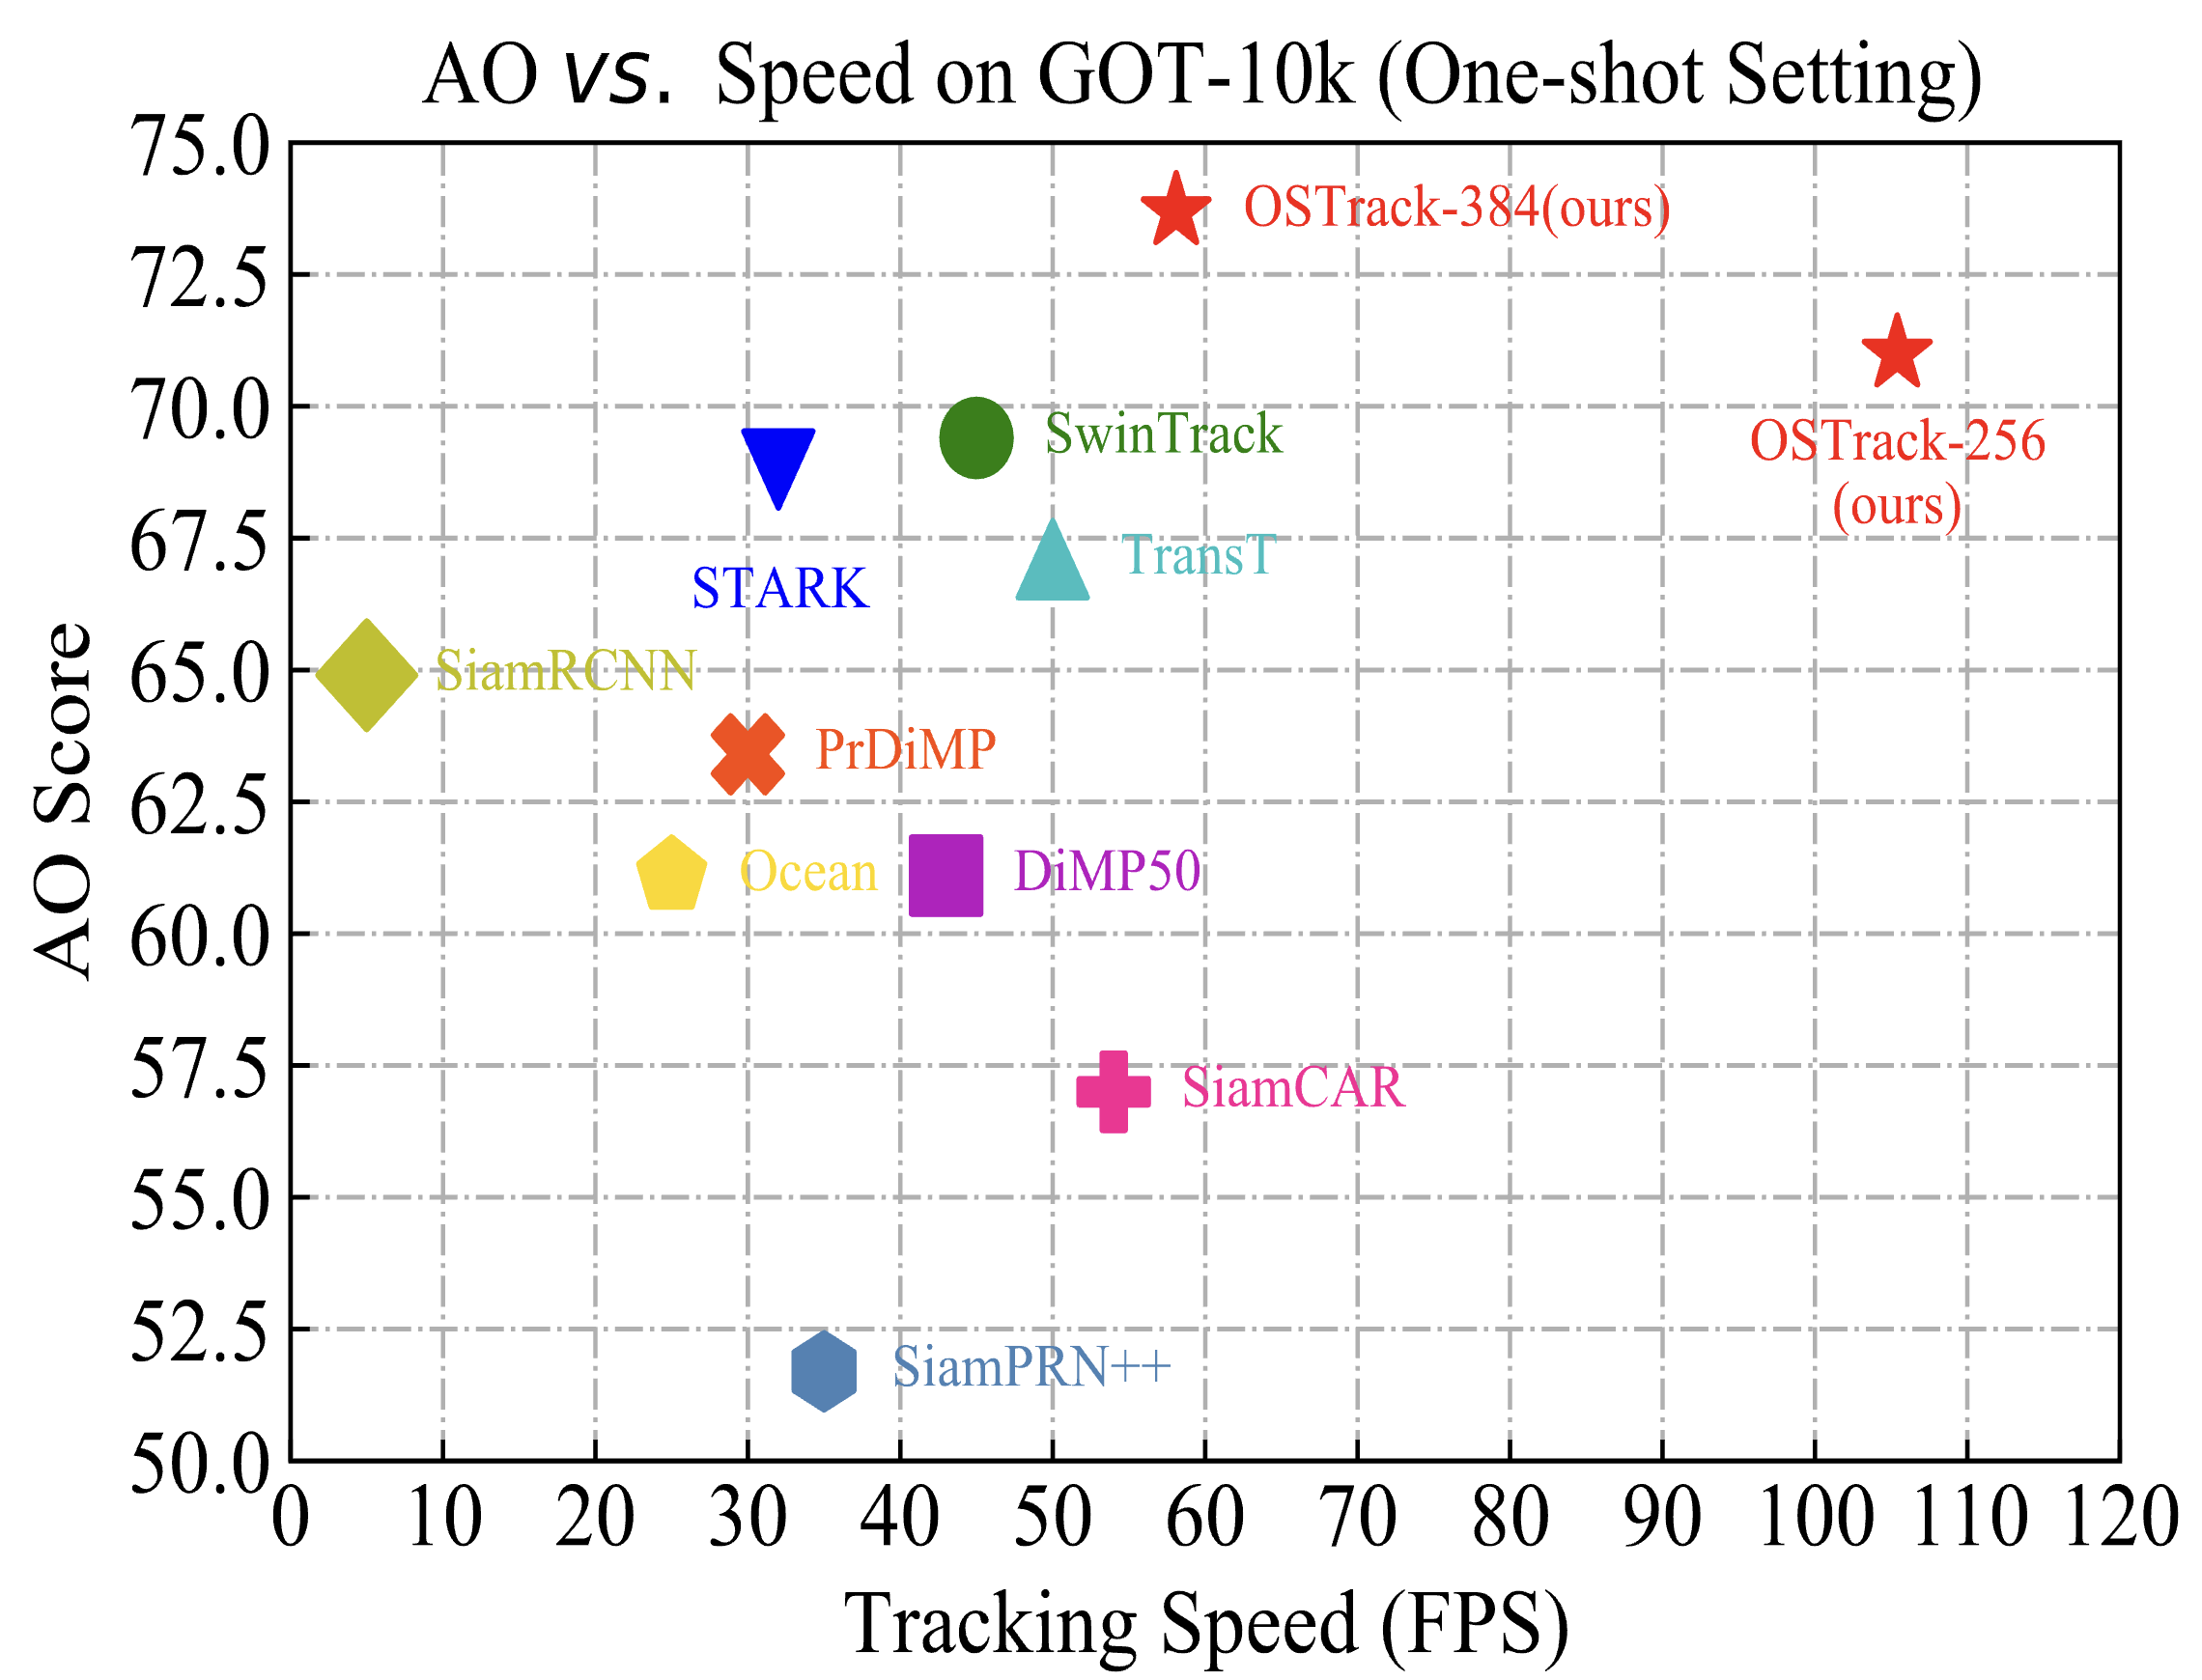 AO vs. Speed on GOT-10k (One-shot Setting)
75.0
72.5
70.0
67.5
65.0
62.5
60.0
57.5
55.0
52.5
50.0
AO Score
OSTrack-384(ours)
OSTrack-256
(ours)
SwinTrack
STARK
TransT
SiamRCNN
PrDiMP
Ocean
DiMP50
SiamCAR
SiamPRN++
0 10 20 30 40 50 60 70 80 90 100 110 120
Tracking Speed (FPS)